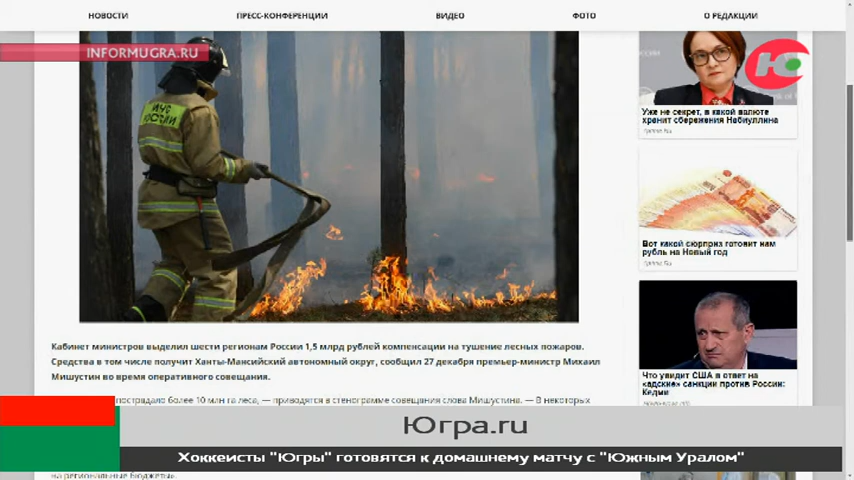 НОВОСТИ ПРЕСС-КОНФЕРЕНЦИИ ВИДЕО ФОТО О РЕДАКЦИИ
INFORMUGRA.RU
МЧС
РОССИИ
Ю
Уже не секрет, в какой валюте
хранит сбережения Набиуллина
Вот какой сюрприз готовит нам
рубль на Новый год
Что увидит США в ответ на
«адские» санкции против России:
Кедми
Кабинет министров выделил шести регионам России 1,5 млрд рублей компенсации на тушение лесных пожаров.
Средства в том числе получит Ханты-Мансийский автономный округ, сообщил 27 декабря премьер-министр Михаил
Мишустин во время оперативного совещания.
пострадало более 10 млн га леса, — приводятся в стенограмме совещания слова Мишустина. — В некоторых
Югра.ru
Хоккеисты "Югры" готовятся к домашнему матчу с "Южным Уралом"
на региональные бюджеты».